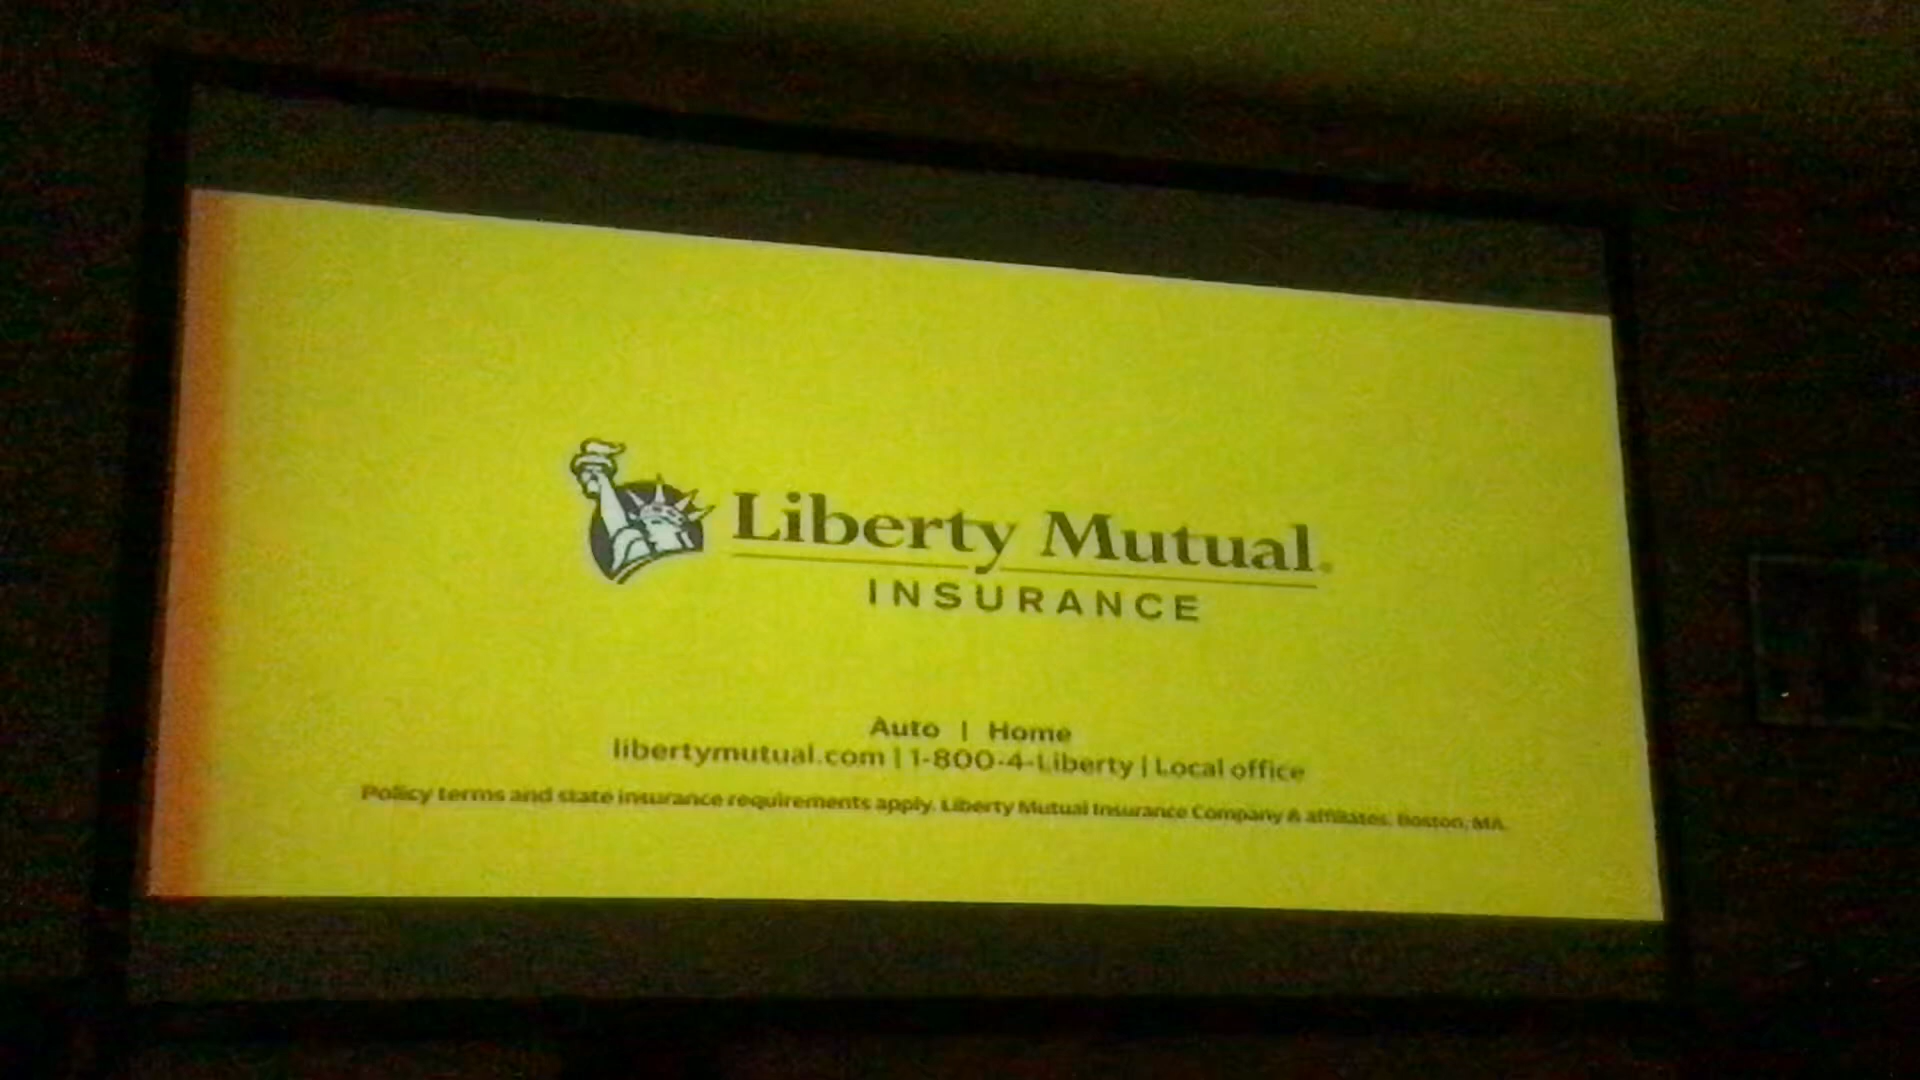 Liberty Mutual
INSURANCE
Auto | Home
libertymutual.com | 1-800-4-Liberty | Local office
Policy terms and state insurance requirements apply. Liberty Mutual Insurance Company & affiliates, Boston, MA.